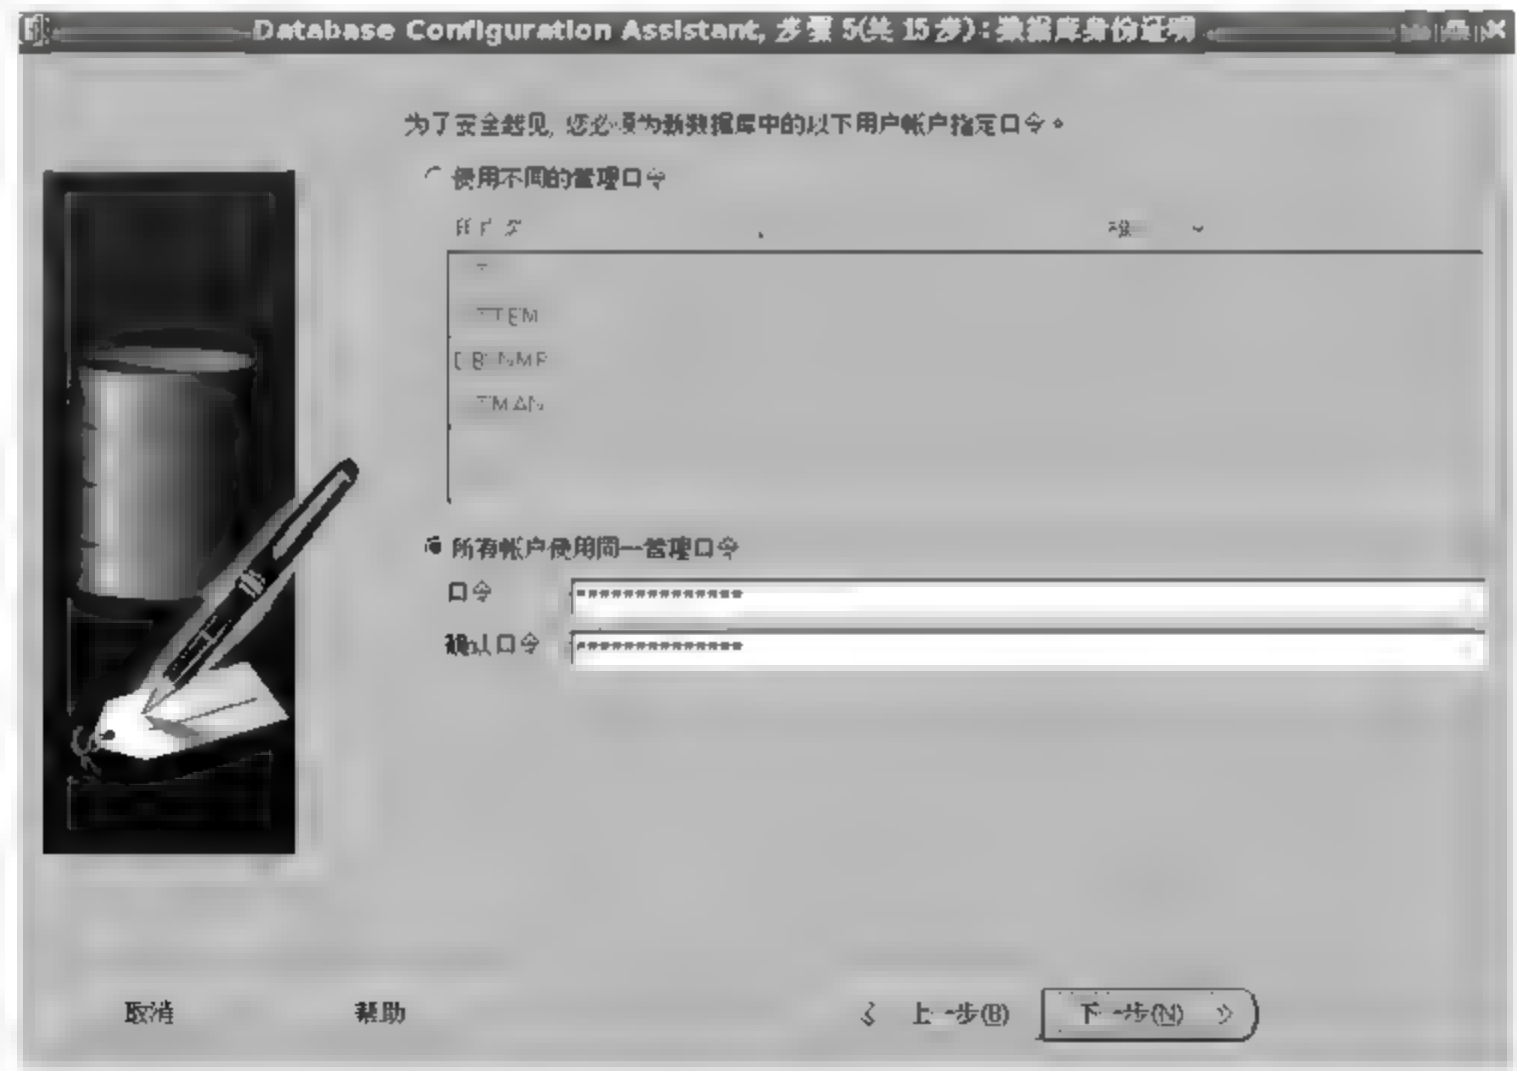 Database Configuration Assistant, 步骤 5(共 15 步) : 数据库身份证明
为了安全起见, 您必须为新数据库中的以下用户帐户指定口令。
使用不同的管理口令
所有帐户使用同一管理口令
口令 **************
确认口令 **************
取消 帮助 上一步(B) 下一步(N)